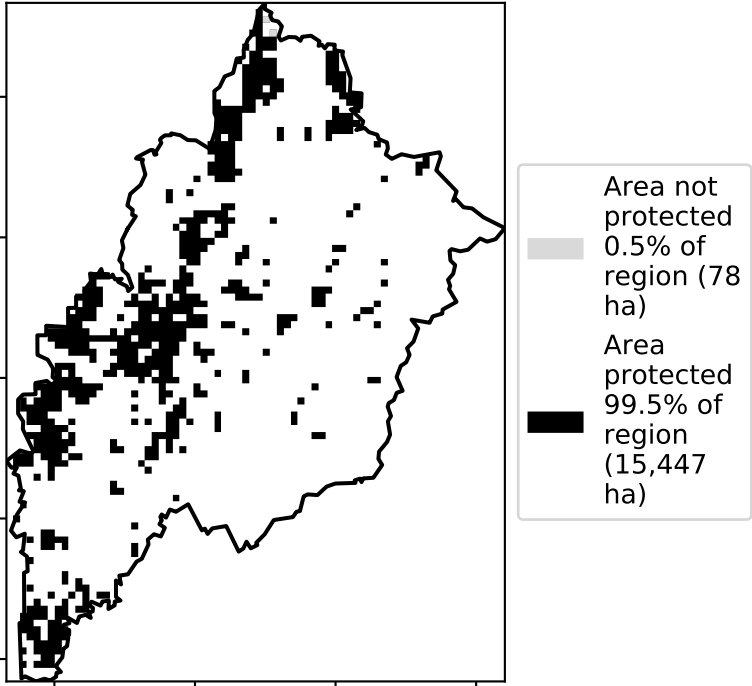 Area not
protected
0.5% of
region (78
ha)
Area
protected
99.5% of
region
(15,447
ha)